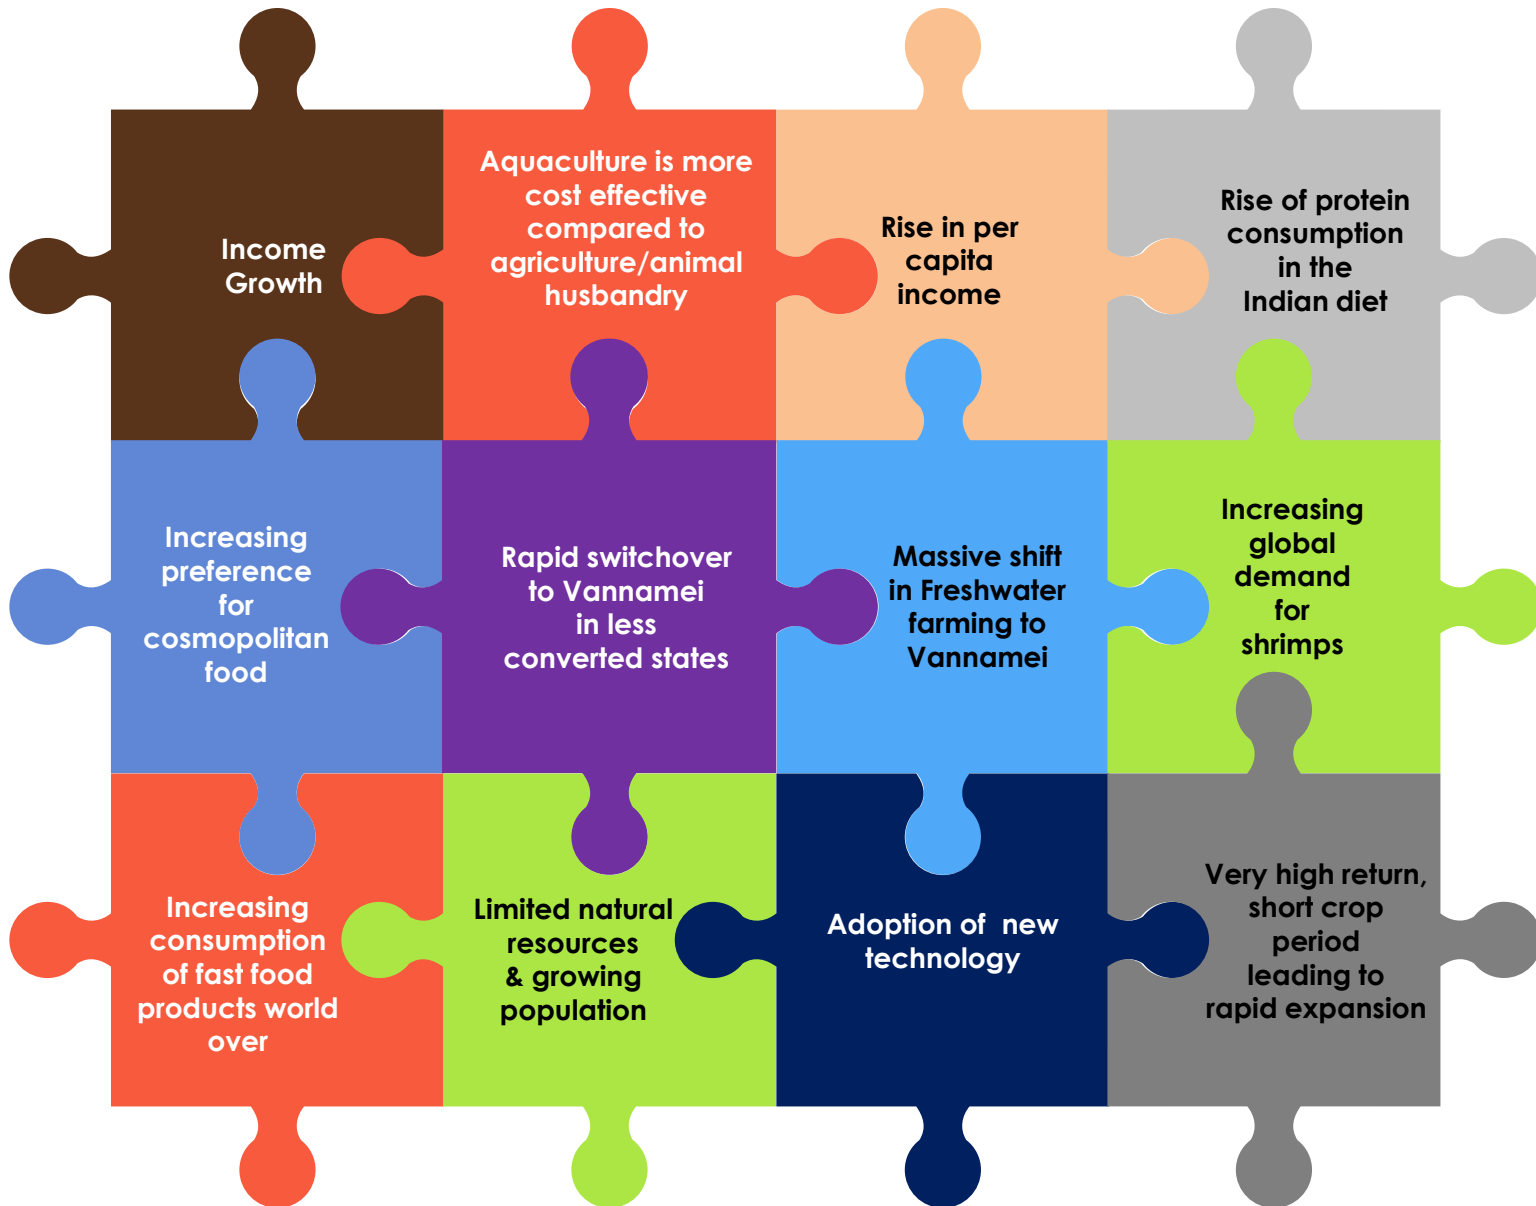 Income
Growth
Aquaculture is more
cost effective
compared to
agriculture/animal
husbandry
Rise in per
capita
income
Rise of protein
consumption
in the
Indian diet
Increasing
preference
for
cosmopolitan
food
Rapid switchover
to Vannamei
in less
converted states
Massive shift
in Freshwater
farming to
Vannamei
Increasing
global
demand
for
shrimps
Increasing
consumption
of fast food
products world
over
Limited natural
resources
& growing
population
Adoption of new
technology
Very high return,
short crop
period
leading to
rapid expansion